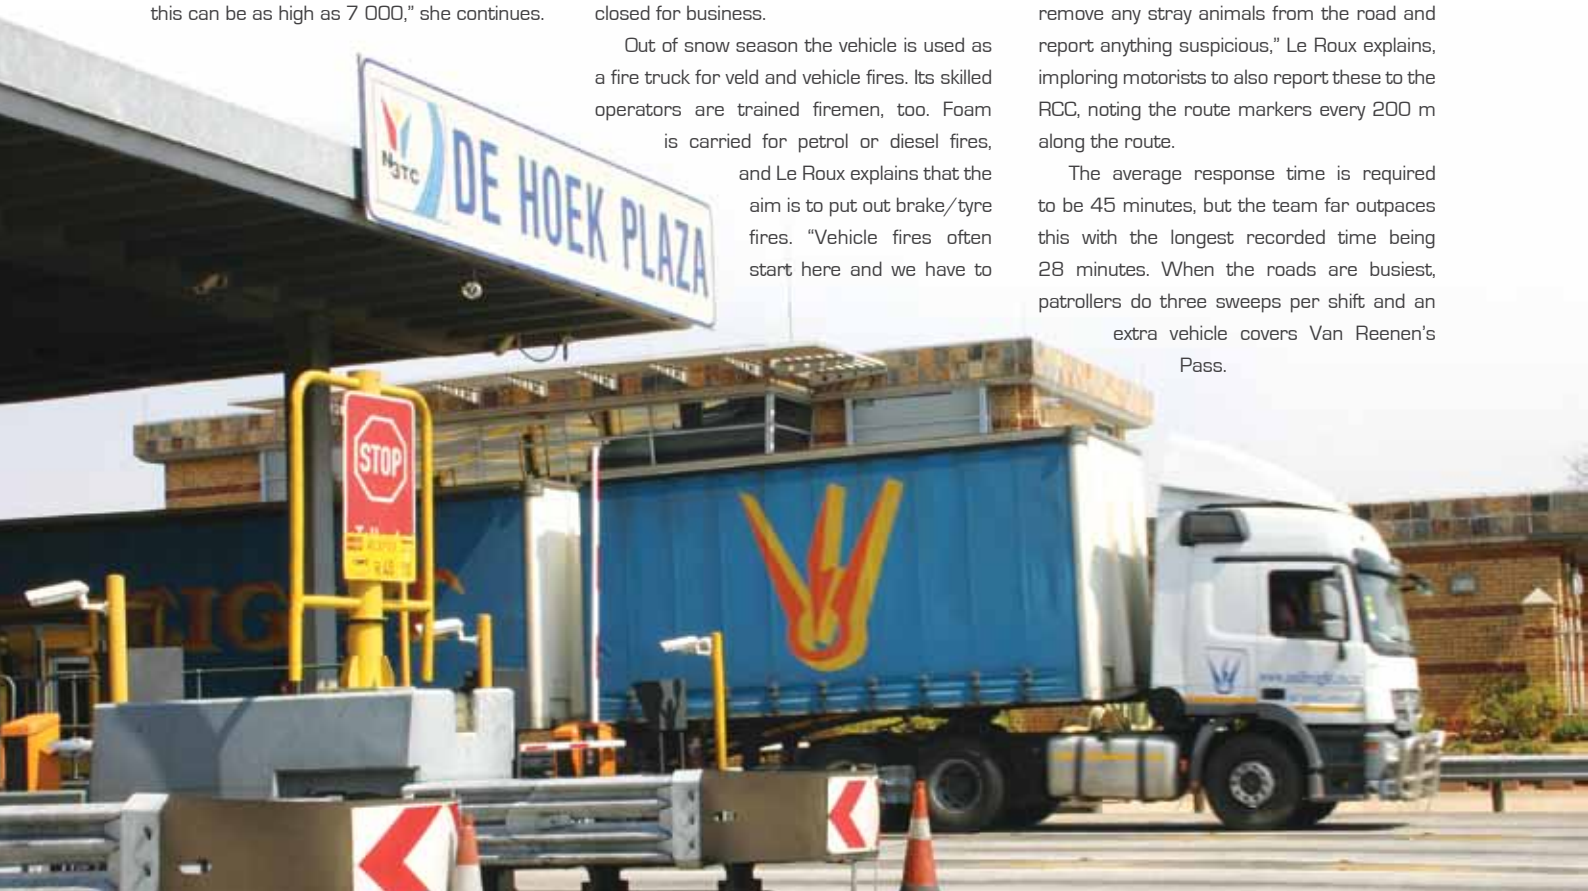 this can be as high as 7 000,” she continues.
closed for business.
Out of snow season the vehicle is used as
a fire truck for veld and vehicle fires. Its skilled
operators are trained firemen, too. Foam
is carried for petrol or diesel fires,
and Le Roux explains that the
aim is to put out brake/tyre
fires. “Vehicle fires often
start here and we have to
remove any stray animals from the road and
report anything suspicious,” Le Roux explains,
imploring motorists to also report these to the
RCC, noting the route markers every 200 m
along the route.
The average response time is required
to be 45 minutes, but the team far outpaces
this with the longest recorded time being
28 minutes. When the roads are busiest,
patrollers do three sweeps per shift and an
extra vehicle covers Van Reenen’s
Pass.
N3TC
DE HOEK PLAZA
STOP